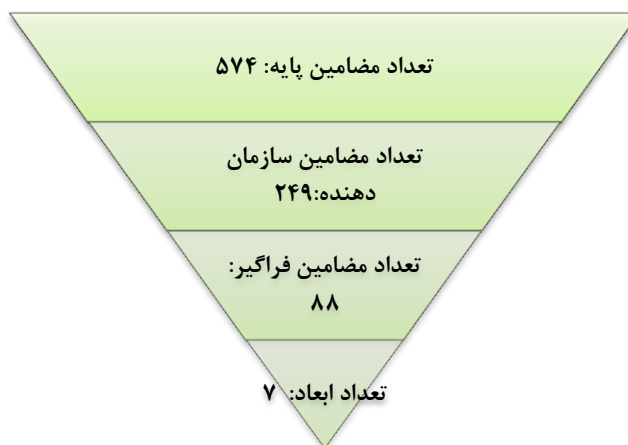 تعداد مضامین پایه: ۵۷۴
تعداد مضامین سازمان
دهنده:۲۴۹
تعداد مضامین فراگیر:
۸۸
تعداد ابعاد: ۷